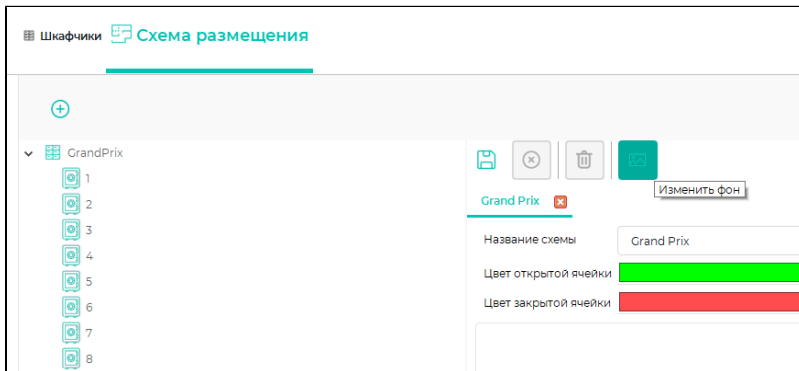 Шкафчики Схема размещения
GrandPrix
1
2
3
4
5
6
7
8
Изменить фон
Grand Prix
Название схемы Grand Prix
Цвет открытой ячейки
Цвет закрытой ячейки